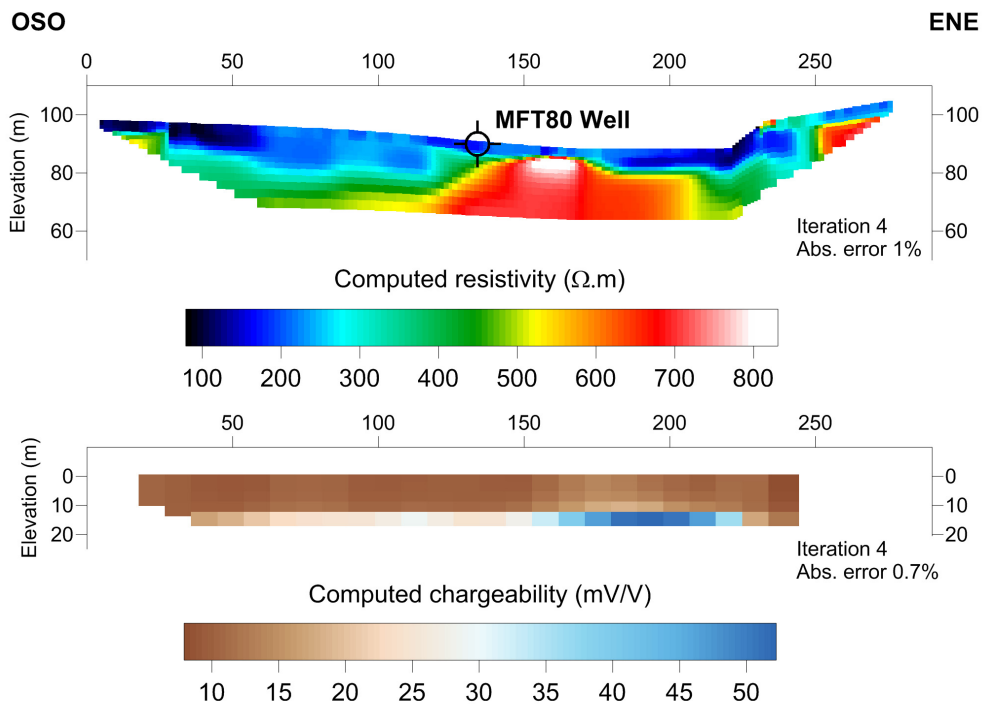 OSO ENE
0 50 100 150 200 250
MFT80 Well
Elevation (m)
100 80 60
100 80 60
Iteration 4
Abs. error 1%
Computed resistivity (Ω.m)
100 200 300 400 500 600 700 800
50 100 150 200 250
Elevation (m)
0 10 20
0 10 20
Iteration 4
Abs. error 0.7%
Computed chargeability (mV/V)
10 15 20 25 30 35 40 45 50